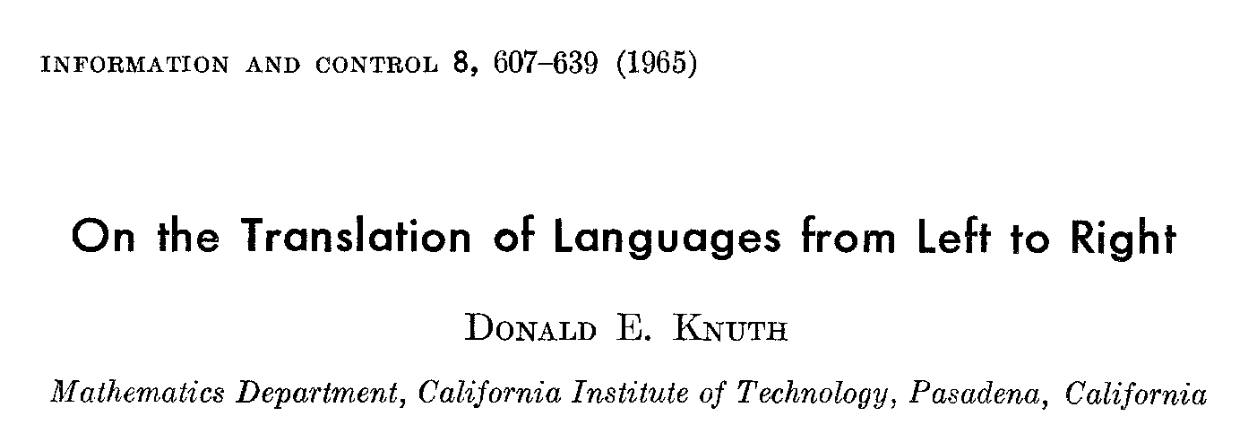 INFORMATION AND CONTROL 8, 607–639 (1965)
On the Translation of Languages from Left to Right
DONALD E. KNUTH
Mathematics Department, California Institute of Technology, Pasadena, California